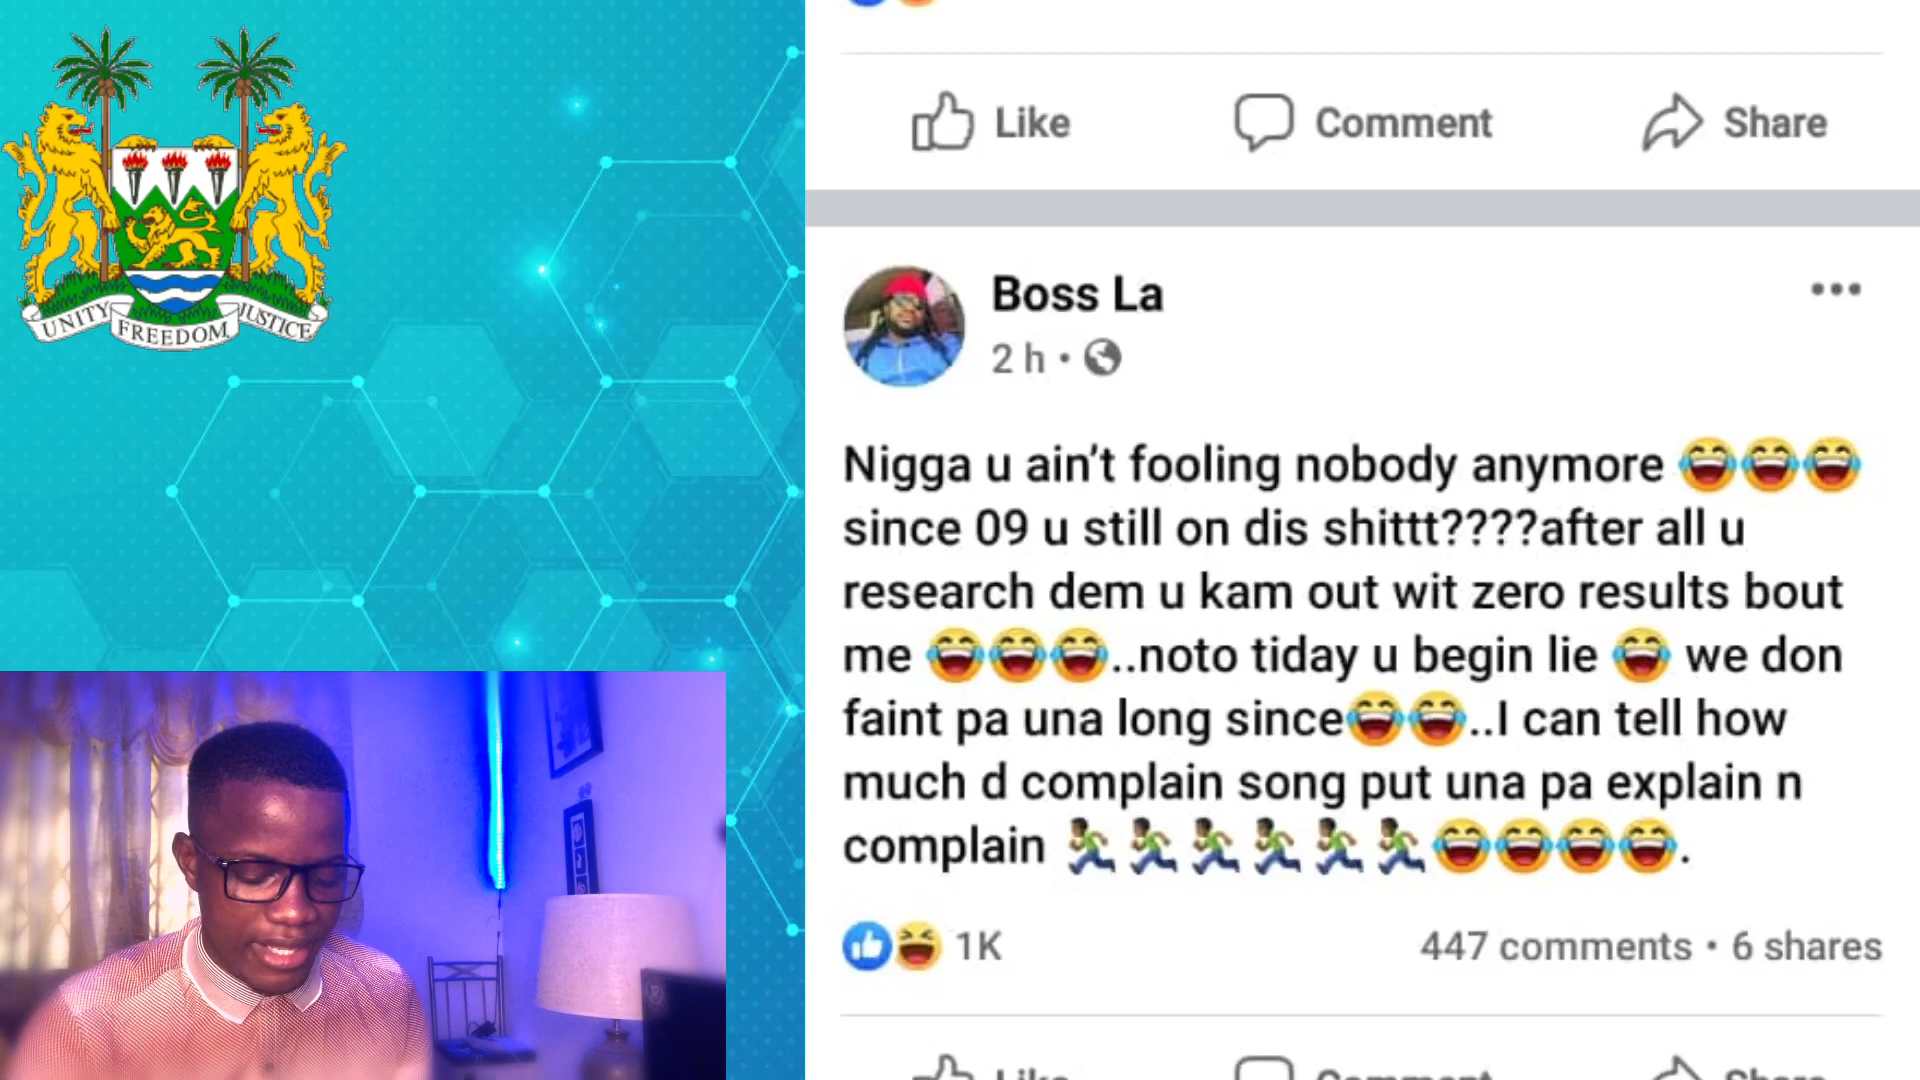 UNITY FREEDOM JUSTICE
Like Comment Share
Boss La
2 h
Nigga u ain't fooling nobody anymore 😂😂😂
since 09 u still on dis shittt????after all u
research dem u kam out wit zero results bout
me 😂😂😂..noto tiday u begin lie 😂 we don
faint pa una long since😂😂..I can tell how
much d complain song put una pa explain n
complain 🏃🏾🏃🏾🏃🏾🏃🏾🏃🏾🏃🏾😂😂😂😂.
1K 447 comments • 6 shares
Like Comment Share